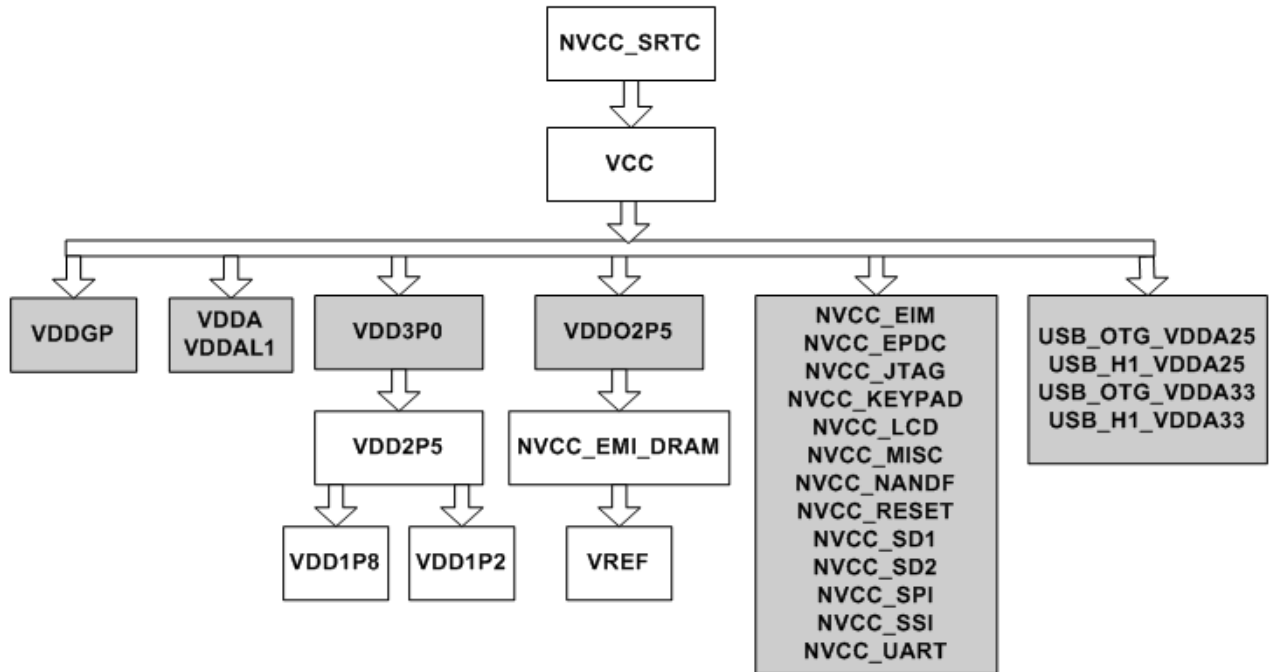 NVCC_SRTC
VCC
VDDGP
VDDA
VDDAL1
VDD3P0
VDDO2P5
NVCC_EIM
NVCC_EPDC
NVCC_JTAG
NVCC_KEYPAD
NVCC_LCD
NVCC_MISC
NVCC_NANDF
NVCC_RESET
NVCC_SD1
NVCC_SD2
NVCC_SPI
NVCC_SSI
NVCC_UART
USB_OTG_VDDA25
USB_H1_VDDA25
USB_OTG_VDDA33
USB_H1_VDDA33
VDD2P5
NVCC_EMI_DRAM
VDD1P8
VDD1P2
VREF